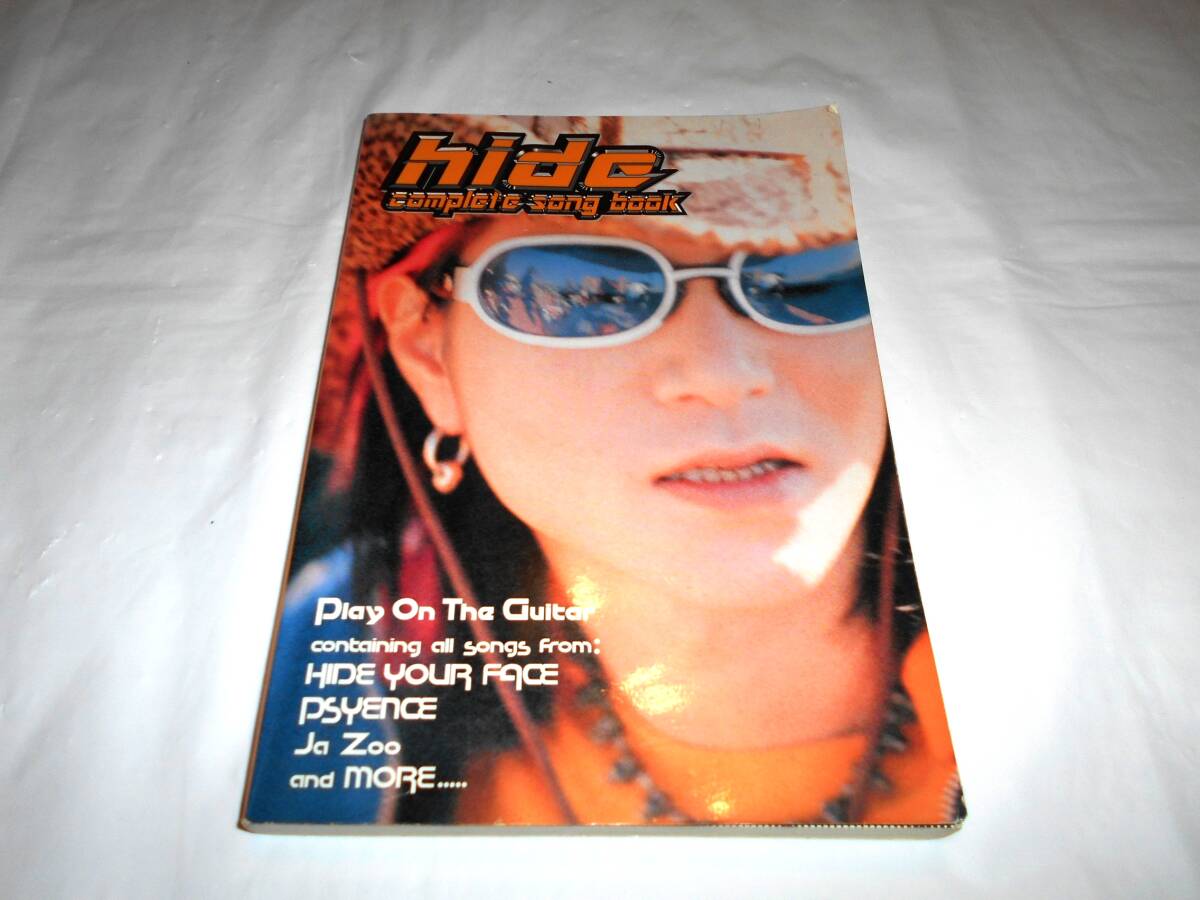 hide
complete song book
Play On The Guitar
containing all songs from:
HIDE YOUR FACE
PSYENCE
Ja Zoo
and MORE.....